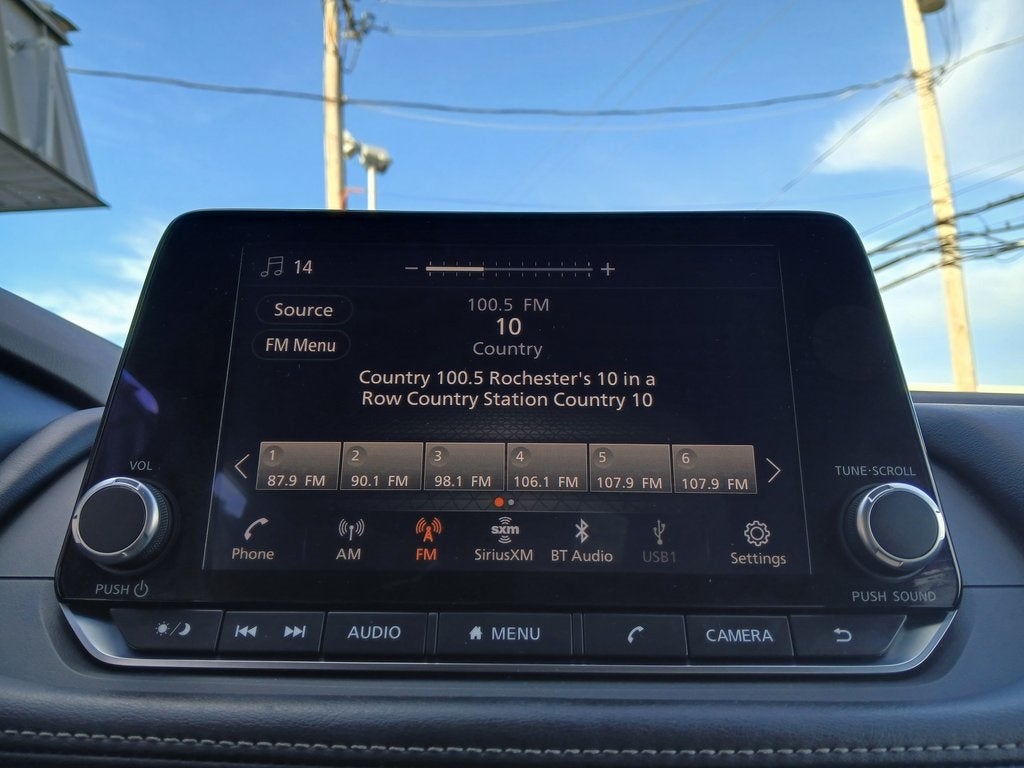 14
Source
FM Menu
100.5 FM
10
Country
Country 100.5 Rochester's 10 in a
Row Country Station Country 10
1 2 3 4 5 6
87.9 FM 90.1 FM 98.1 FM 106.1 FM 107.9 FM 107.9 FM
Phone AM FM sxm SiriusXM BT Audio USB1 Settings
VOL
PUSH
TUNE·SCROLL
PUSH SOUND
AUDIO MENU CAMERA